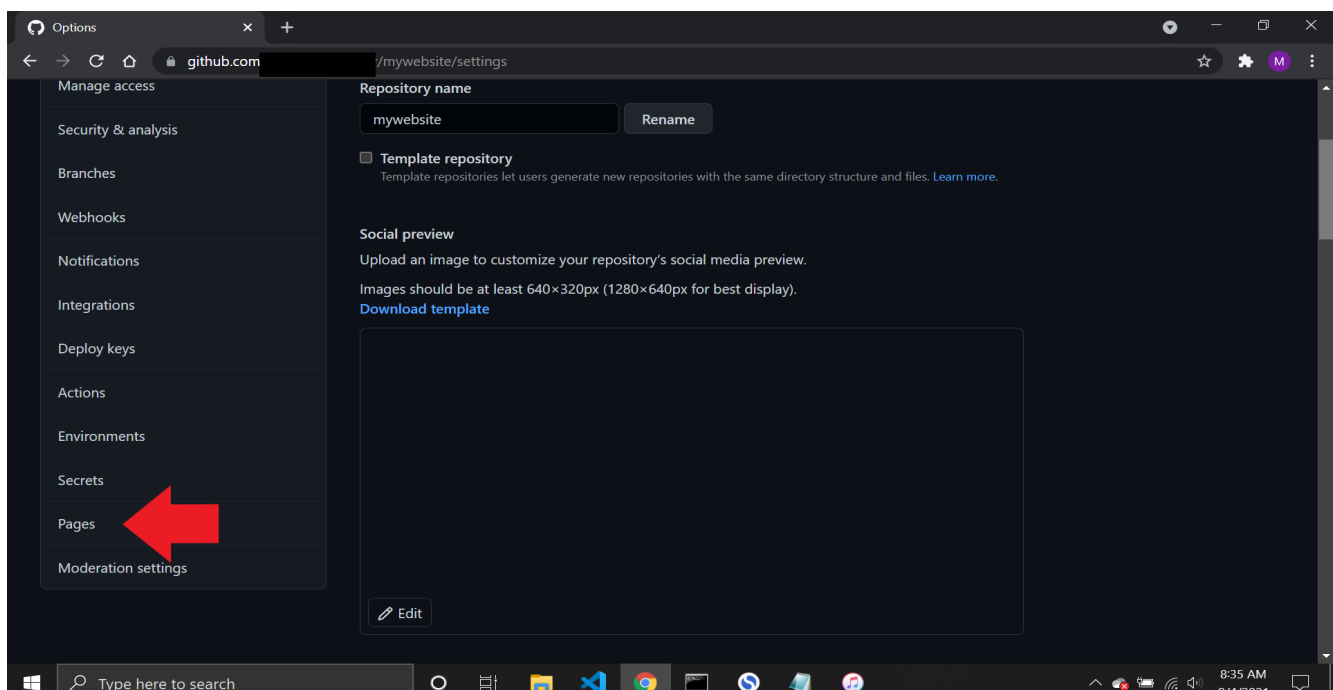 Options
github.com /mywebsite/settings
M
Manage access
Security & analysis
Branches
Webhooks
Notifications
Integrations
Deploy keys
Actions
Environments
Secrets
Pages
Moderation settings
Repository name
mywebsite
Rename
Template repository
Template repositories let users generate new repositories with the same directory structure and files. Learn more.
Social preview
Upload an image to customize your repository's social media preview.
Images should be at least 640×320px (1280×640px for best display).
Download template
Edit
Type here to search
8:35 AM